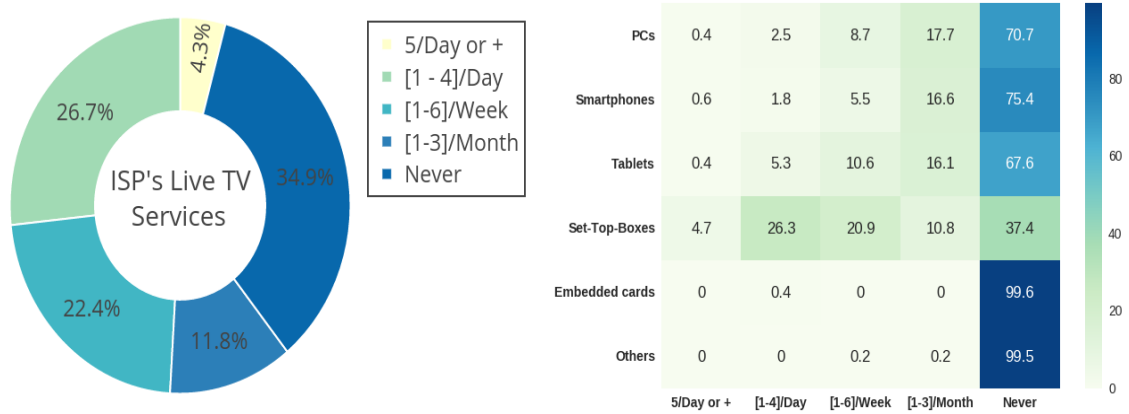 4.3%
26.7%
34.9%
22.4%
11.8%
ISP's Live TV
Services
5/Day or +
[1 - 4]/Day
[1-6]/Week
[1-3]/Month
Never
PCs 0.4 2.5 8.7 17.7 70.7
Smartphones 0.6 1.8 5.5 16.6 75.4
Tablets 0.4 5.3 10.6 16.1 67.6
Set-Top-Boxes 4.7 26.3 20.9 10.8 37.4
Embedded cards 0 0.4 0 0 99.6
Others 0 0 0.2 0.2 99.5
5/Day or + [1-4]/Day [1-6]/Week [1-3]/Month Never
80
60
40
20
0